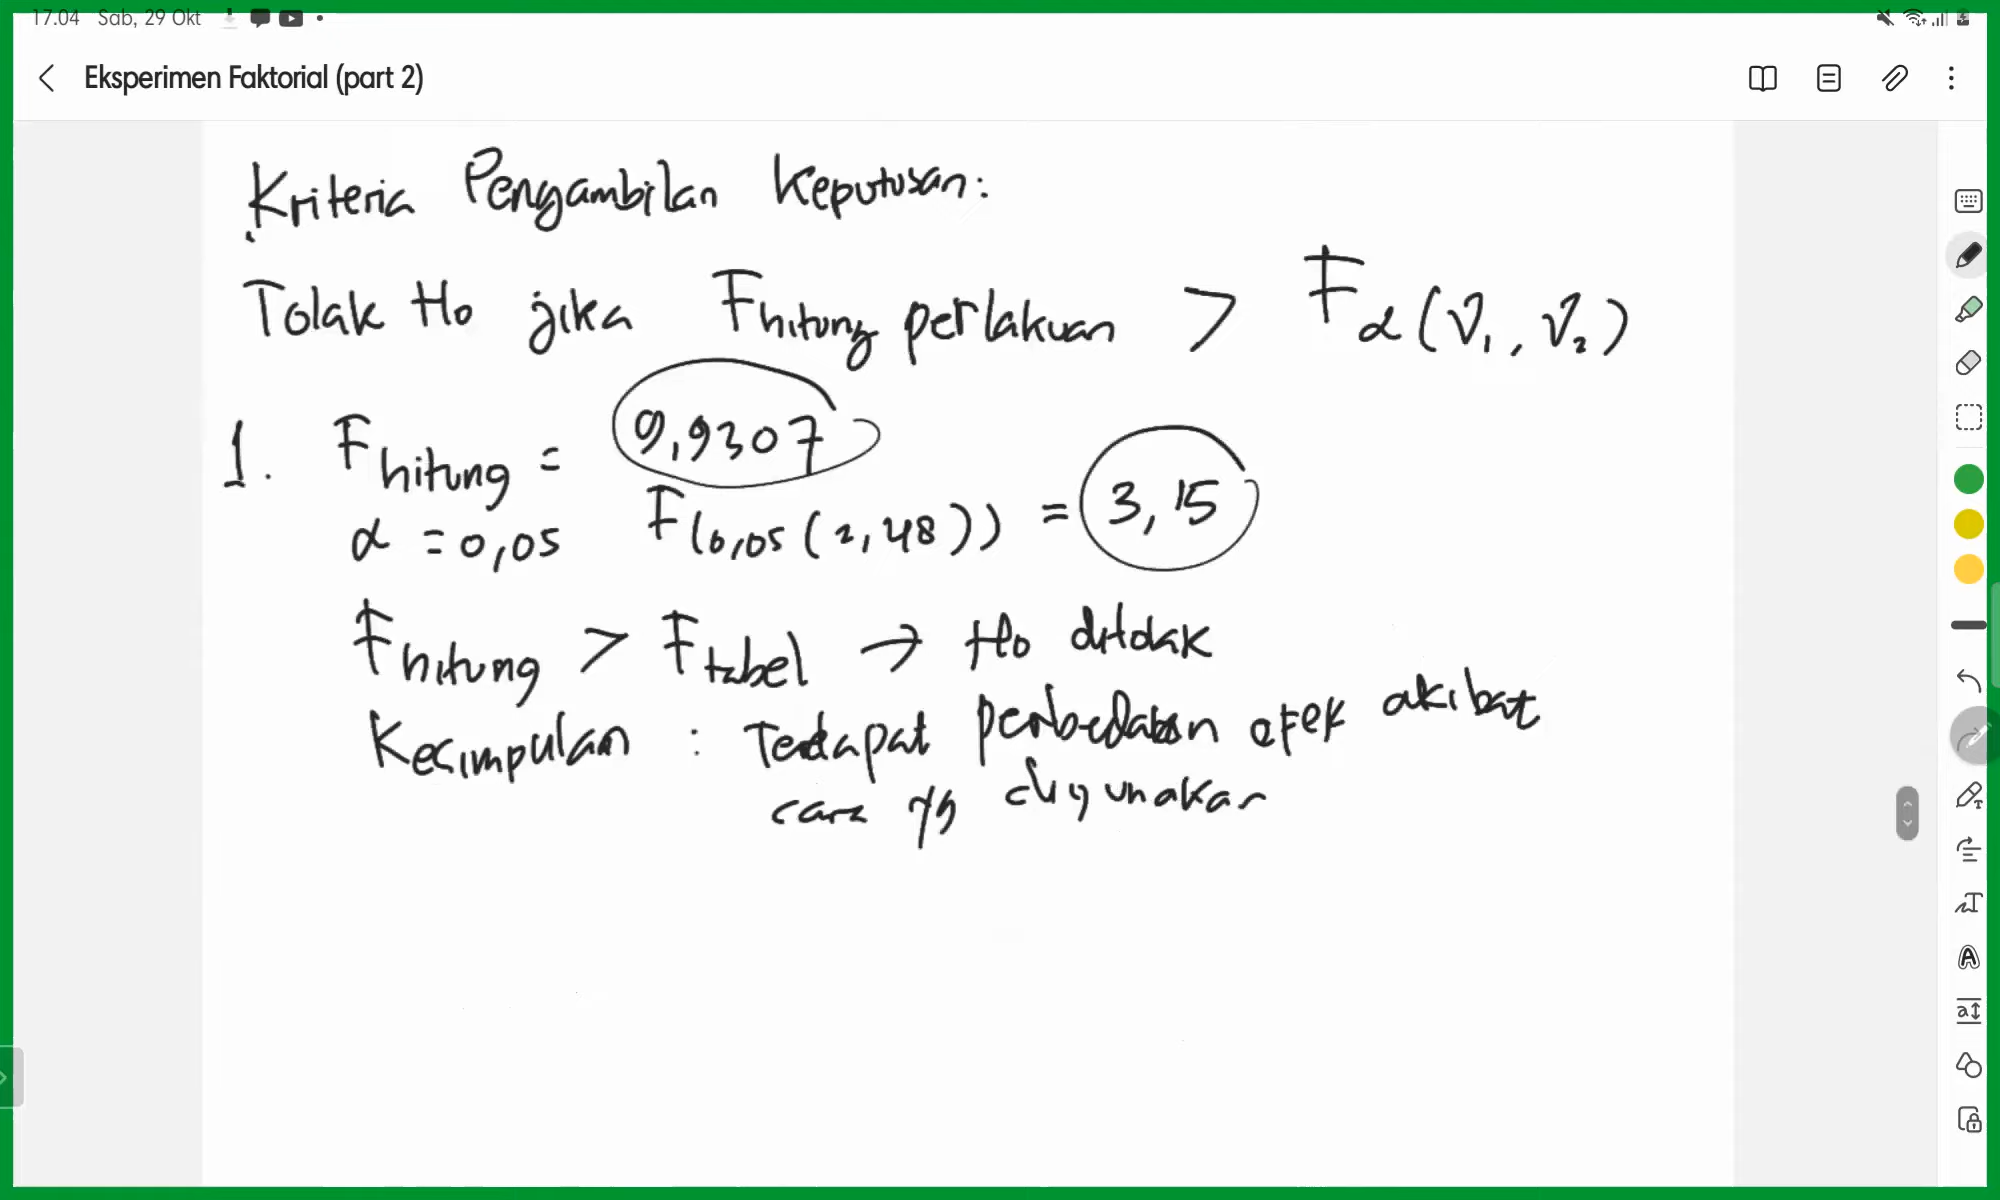 17.04 Sab, 29 Okt
Eksperimen Faktorial (part 2)
Kriteria Pengambilan Keputusan:
Tolak Ho jika Fhitung perlakuan > Fα(V₁, V₂)
1. Fhitung = 9,9307
α = 0,05 F(0,05 (2,48)) = 3,15
Fhitung > Ftabel → Ho ditolak
Kesimpulan : Terdapat perbedaan efek akibat
cara yg digunakan